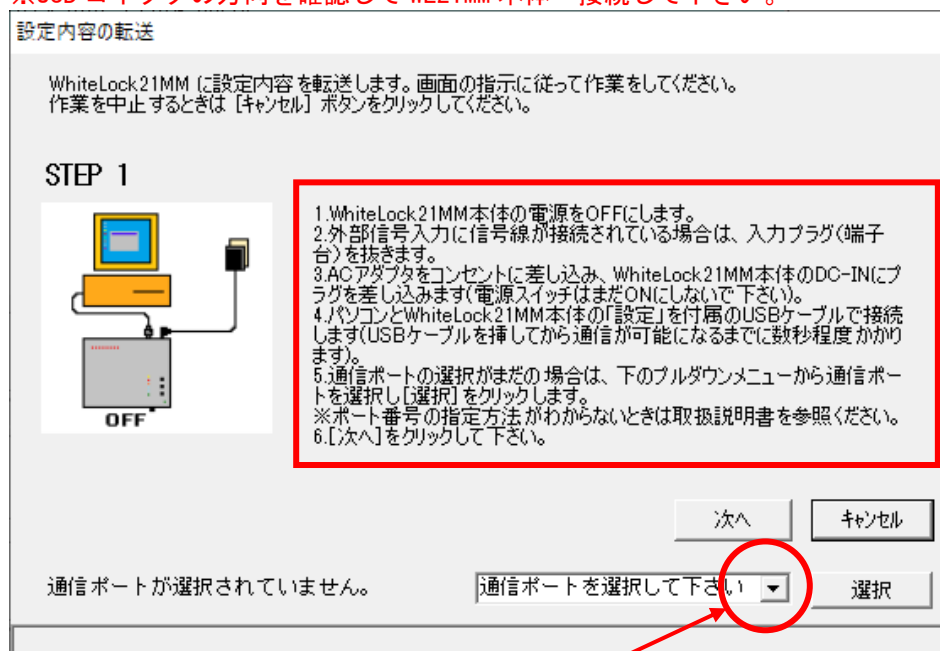 設定内容の転送
WhiteLock21MM に設定内容を転送します。画面の指示に従って作業をしてください。
作業を中止するときは [キャンセル] ボタンをクリックしてください。
STEP 1
1.WhiteLock21MM本体の電源をOFFにします。
2.外部信号入力に信号線が接続されている場合は、入力プラグ(端子
台)を抜きます。
3.ACアダプタをコンセントに差し込み、WhiteLock21MM本体のDC-INにプ
ラグを差し込みます(電源スイッチはまだONにしないで下さい)。
4.パソコンとWhiteLock21MM本体の「設定」を付属のUSBケーブルで接続
します(USBケーブルを挿してから通信が可能になるまでに数秒程度かかり
ます)。
5.通信ポートの選択がまだの場合は、下のプルダウンメニューから通信ポー
トを選択し[選択]をクリックします。
※ポート番号の指定方法がわからないときは取扱説明書を参照ください。
6.[次へ]をクリックして下さい。
OFF
次へ
キャンセル
通信ポートが選択されていません。
通信ポートを選択して下さい
選択